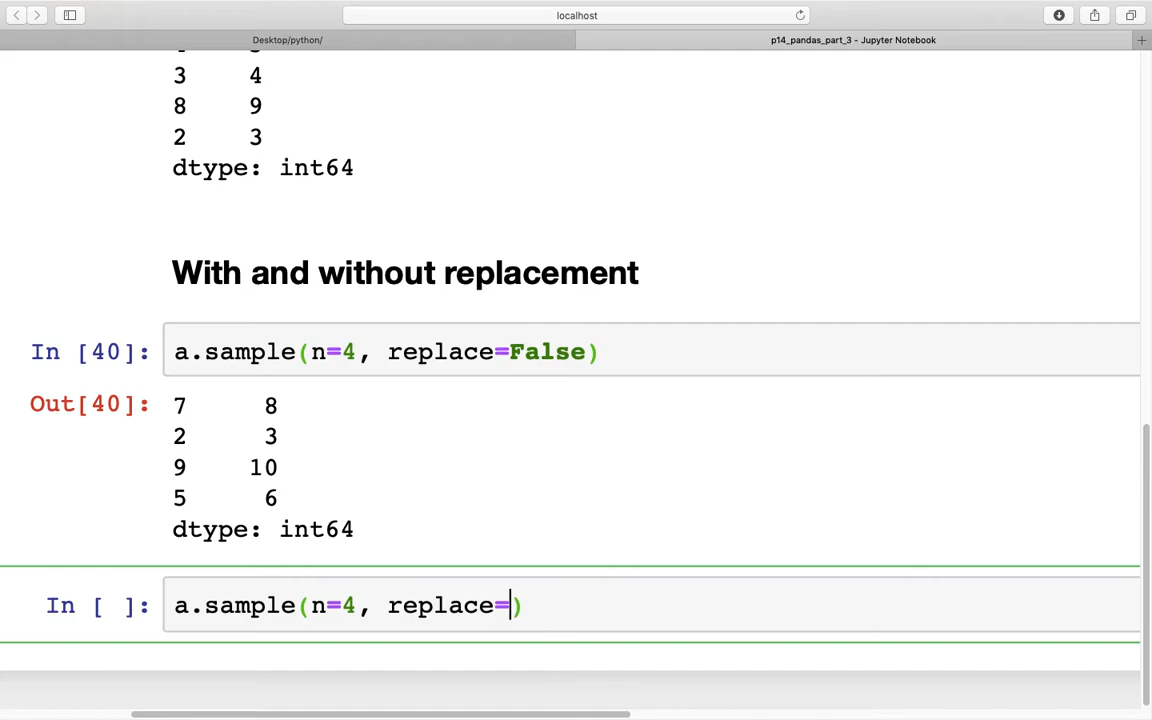 localhost
Desktop/python/
p14_pandas_part_3 - Jupyter Notebook
3 4
8 9
2 3
dtype: int64
With and without replacement
In [40]: a.sample(n=4, replace=False)
Out[40]: 7 8
2 3
9 10
5 6
dtype: int64
In [ ]: a.sample(n=4, replace=)